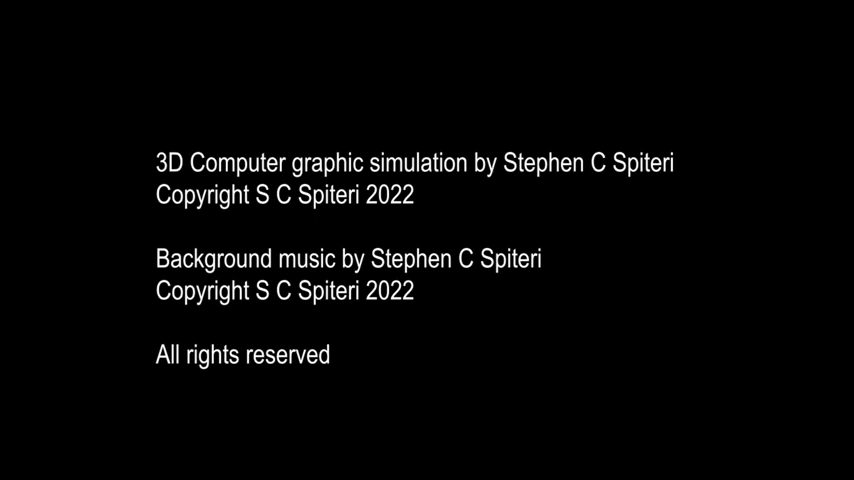 3D Computer graphic simulation by Stephen C Spiteri
Copyright S C Spiteri 2022
Background music by Stephen C Spiteri
Copyright S C Spiteri 2022
All rights reserved